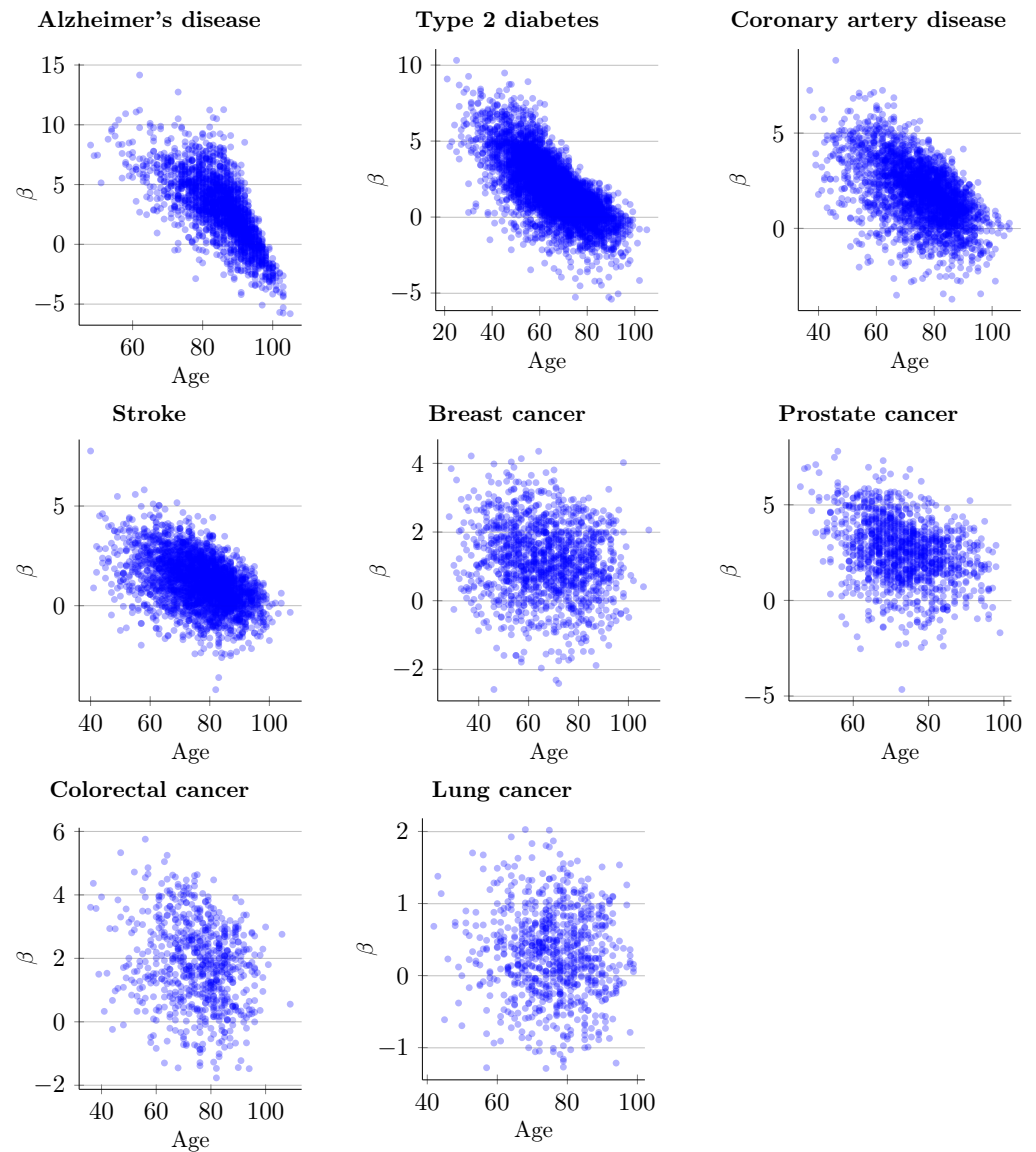 Alzheimer's disease
Type 2 diabetes
Coronary artery disease
15
10
5
0
−5
β
60 80 100
Age
10
5
0
−5
β
20 40 60 80 100
Age
5
0
β
40 60 80 100
Age
Stroke
Breast cancer
Prostate cancer
5
0
β
40 60 80 100
Age
4
2
0
−2
β
40 60 80 100
Age
5
0
−5
β
60 80 100
Age
Colorectal cancer
Lung cancer
6
4
2
0
−2
β
40 60 80 100
Age
2
1
0
−1
β
40 60 80 100
Age